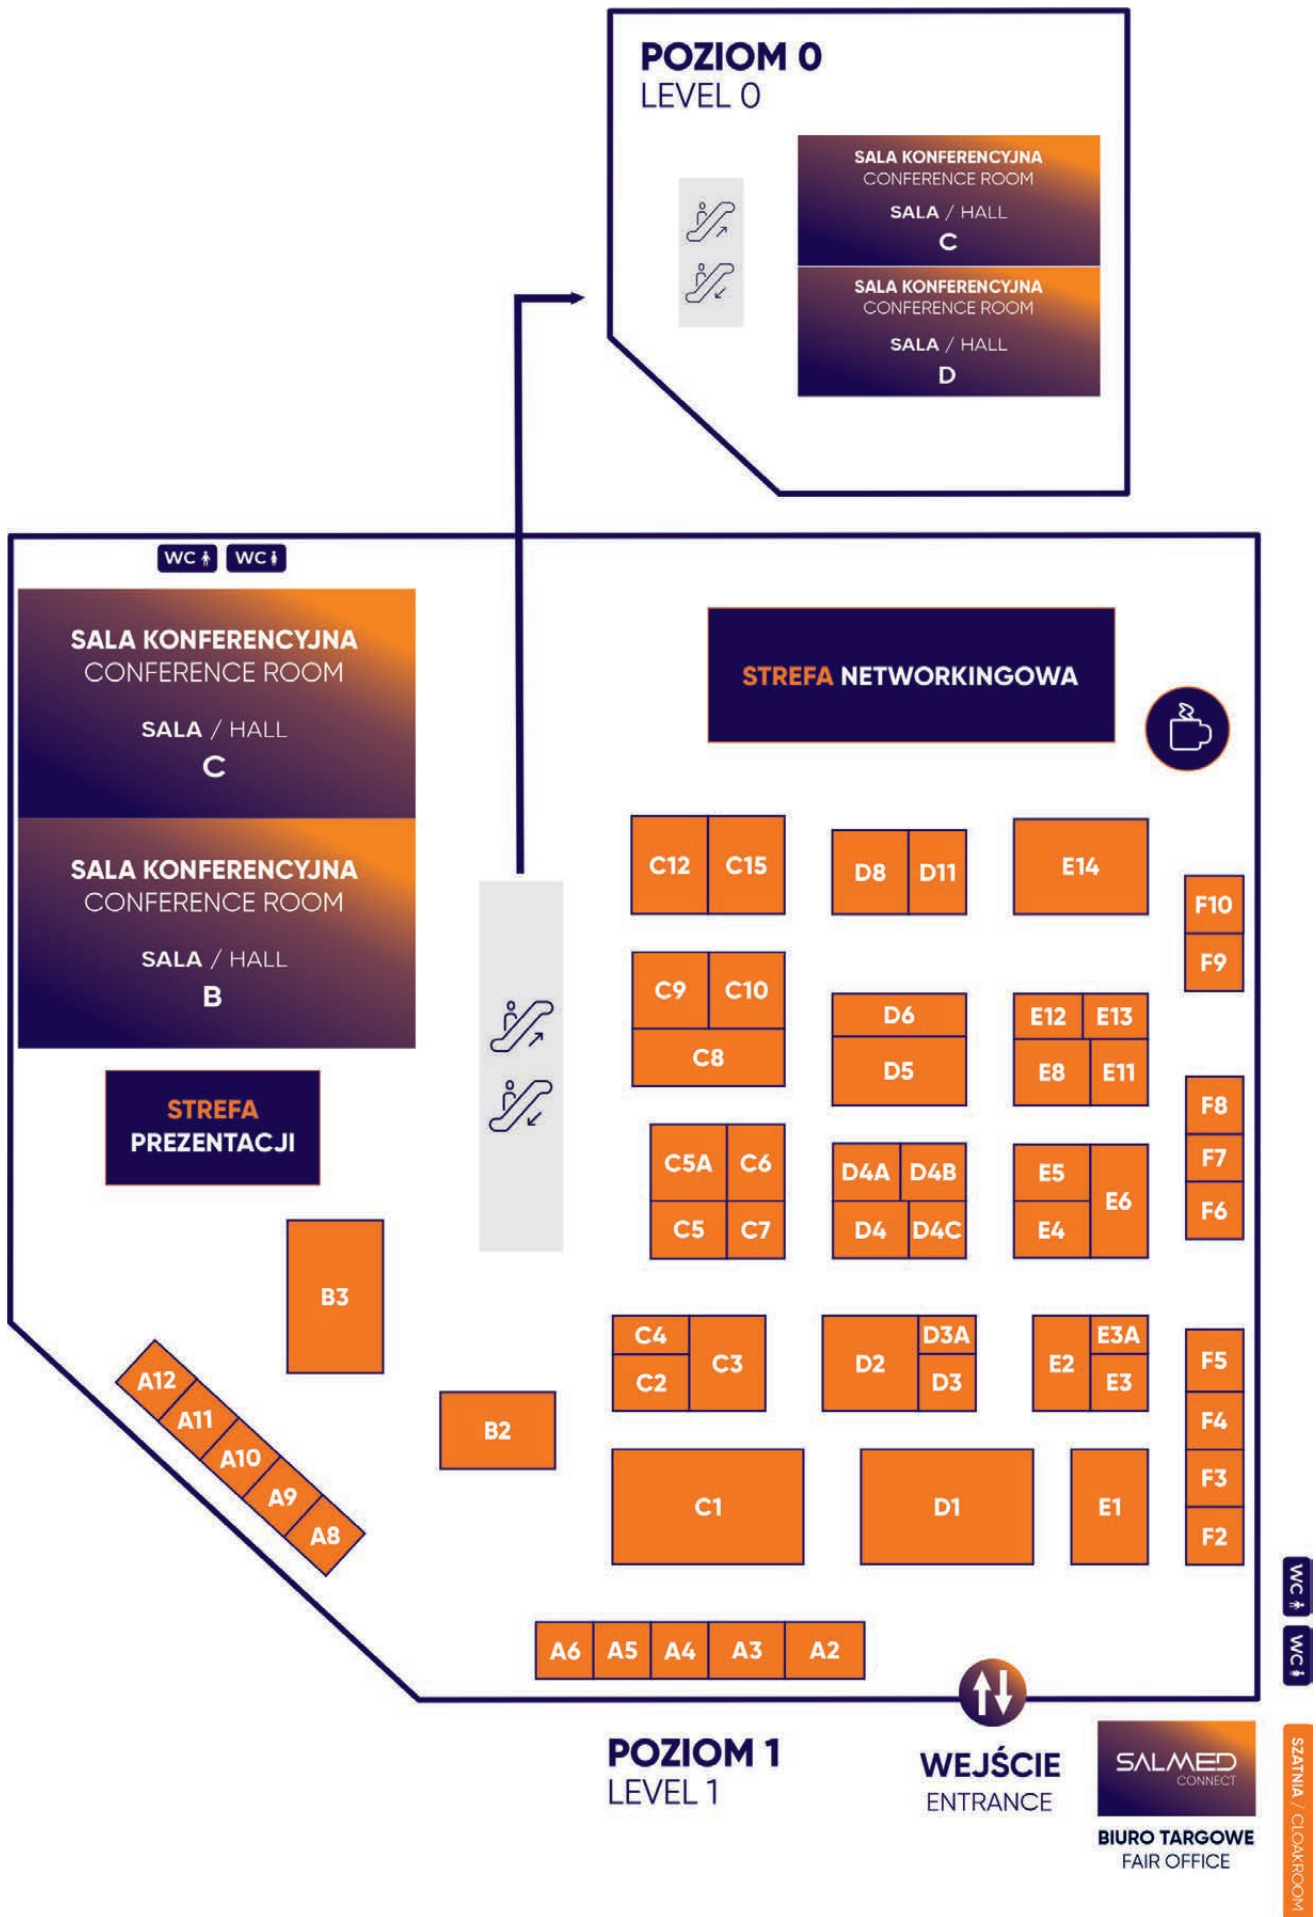 POZIOM 0
LEVEL 0
SALA KONFERENCYJNA
CONFERENCE ROOM
SALA / HALL
C
SALA KONFERENCYJNA
CONFERENCE ROOM
SALA / HALL
D
WC WC
SALA KONFERENCYJNA
CONFERENCE ROOM
SALA / HALL
C
SALA KONFERENCYJNA
CONFERENCE ROOM
SALA / HALL
B
STREFA
PREZENTACJI
STREFA NETWORKINGOWA
C12 C15 D8 D11 E14
F10
F9
C9 C10
C8
D6
D5
E12 E13
E8 E11
F8
F7
F6
C5A C6
C5 C7
D4A D4B
D4 D4C
E5
E4
E6
B3
C4
C2
C3
D2
D3A
D3
E2
E3A
E3
F5
F4
F3
F2
A12
A11
A10
A9
A8
B2
C1 D1 E1
A6 A5 A4 A3 A2
WC
WC
POZIOM 1
LEVEL 1
WEJŚCIE
ENTRANCE
SALMED
CONNECT
BIURO TARGOWE
FAIR OFFICE
SZATNIA / CLOAKROOM